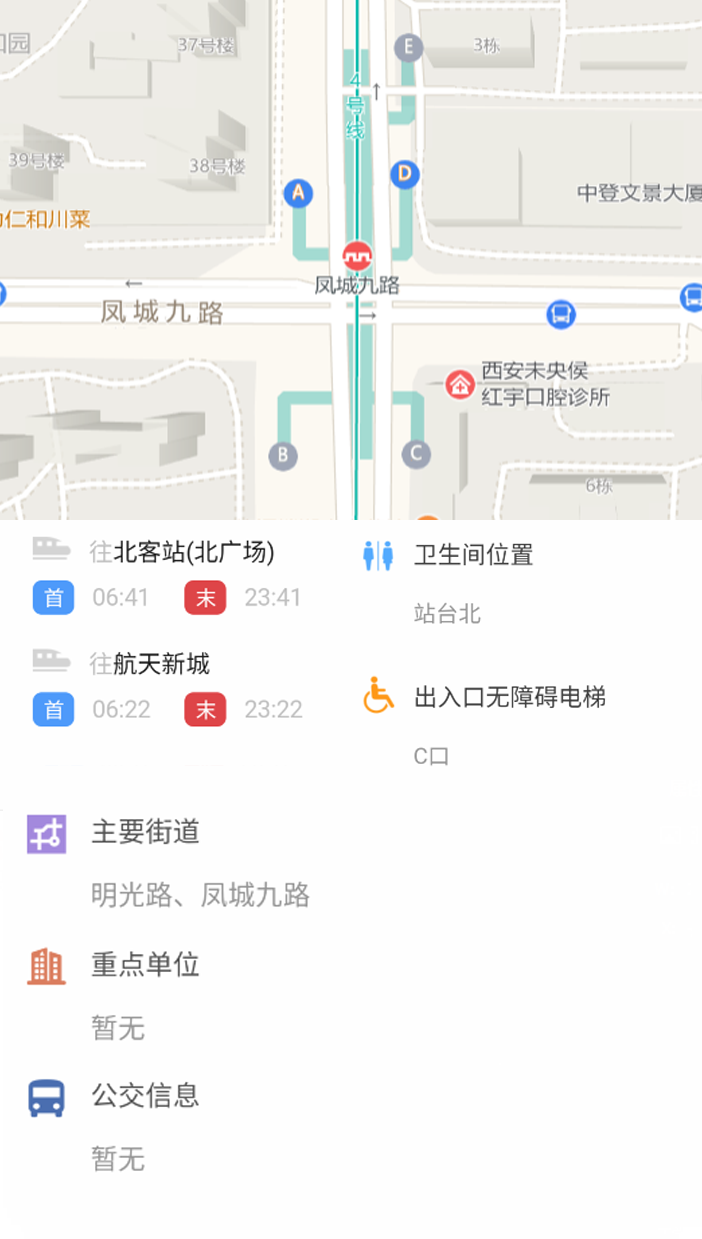 口园
37号楼
E
3栋
4号线
↑
39号楼
38号楼
A
D
中登文景大厦
仁和川菜
凤城九路
←
凤城九路
→
西安未央侯
红宇口腔诊所
B
C
6栋
往北客站(北广场)
首 06:41 末 23:41
往航天新城
首 06:22 末 23:22
卫生间位置
站台北
出入口无障碍电梯
C口
主要街道
明光路、凤城九路
重点单位
暂无
公交信息
暂无